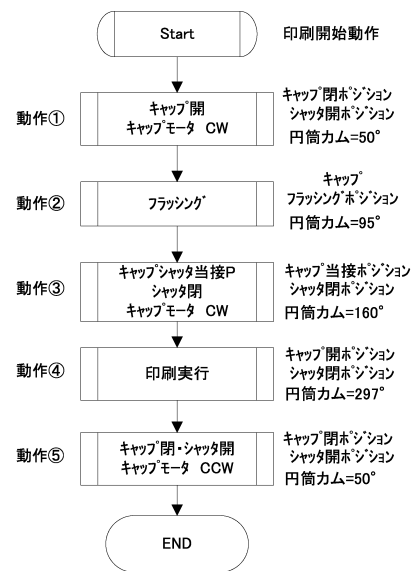 Start
印刷開始動作
動作①
キャップ開
キャップモータ CW
キャップ閉ポジション
シャッタ開ポジション
円筒カム=50°
動作②
フラッシング
キャップ
フラッシングポジション
円筒カム=95°
動作③
キャップシャッタ当接P
シャッタ閉
キャップモータ CW
キャップ当接ポジション
シャッタ閉ポジション
円筒カム=160°
動作④
印刷実行
キャップ開ポジション
シャッタ閉ポジション
円筒カム=297°
動作⑤
キャップ閉・シャッタ開
キャップモータ CCW
キャップ閉ポジション
シャッタ開ポジション
円筒カム=50°
END